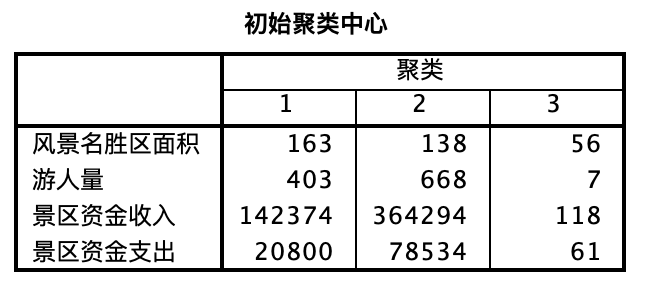 初始聚类中心
聚类
1 2 3
风景名胜区面积 163 138 56
游人量 403 668 7
景区资金收入 142374 364294 118
景区资金支出 20800 78534 61